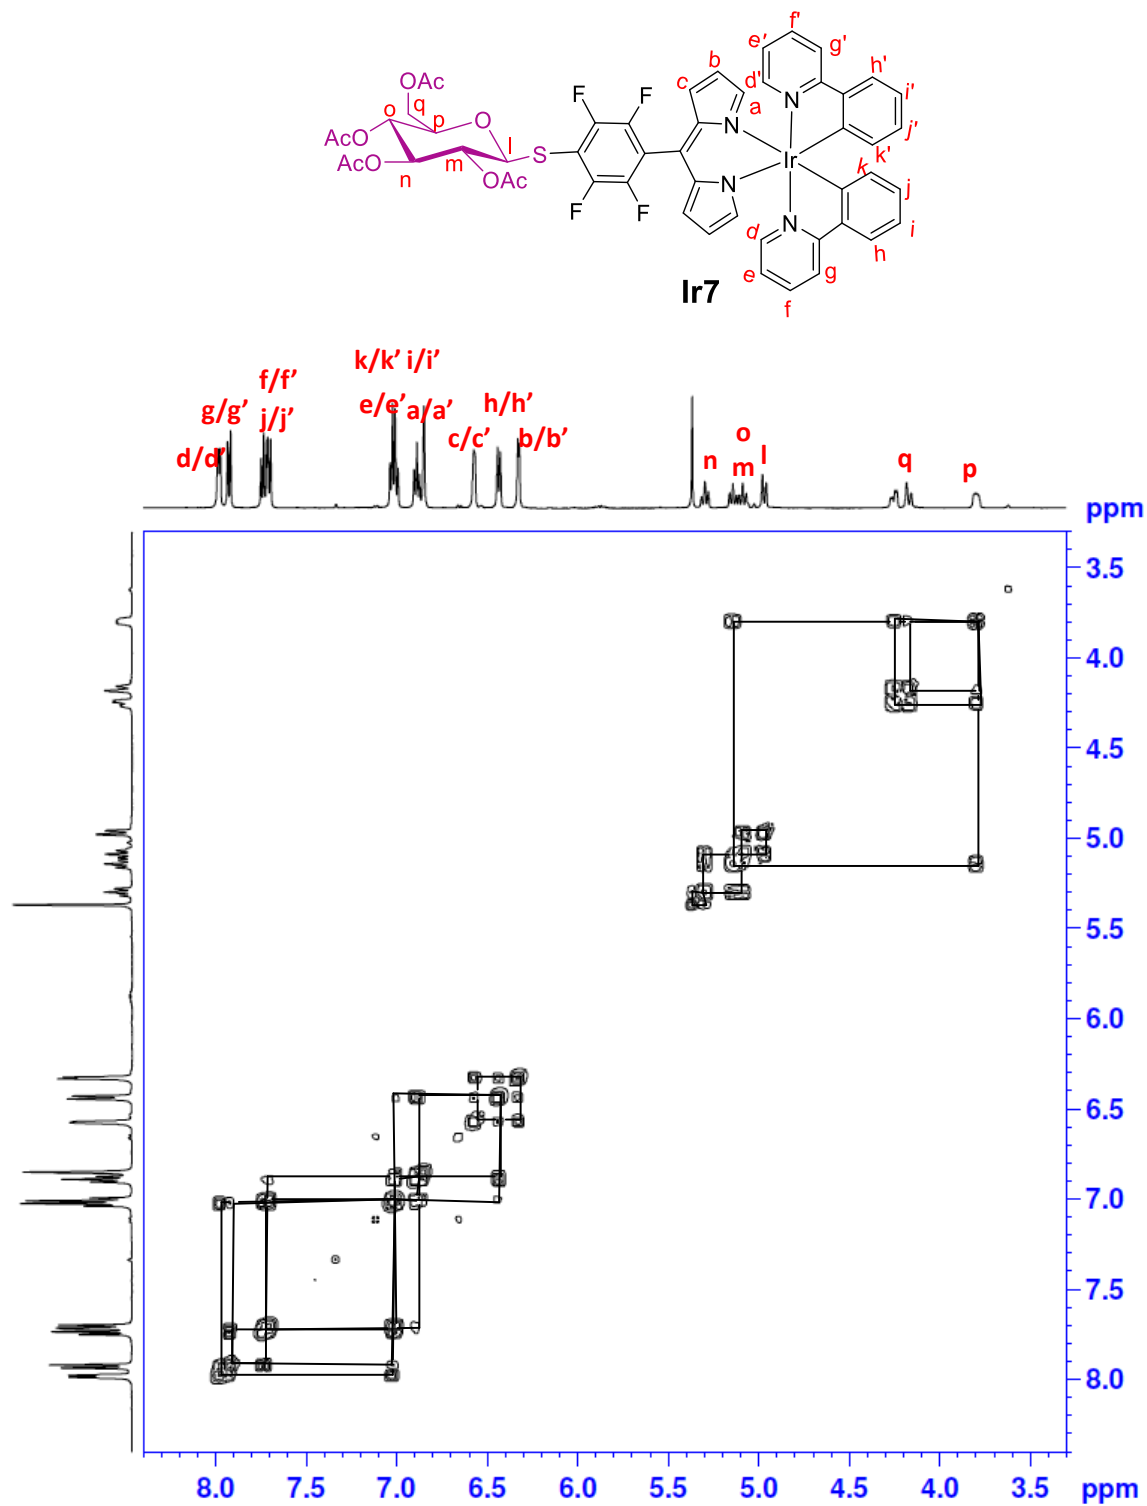 f'
e'
g'
b
c
d'
h'
OAc
q
F
F
a
N
i'
o
p
O
N
j'
AcO
l
S
Ir
k'
AcO
m
k
n
OAc
N
j
F
F
N
d
i
h
e
g
Ir7
f
k/k’ i/i’
f/f’
g/g’
e/e’
a/a’
h/h’
j/j’
c/c’
b/b’
o
d/d’
n
m
l
q
p
ppm
3.5
4.0
4.5
5.0
5.5
6.0
6.5
7.0
7.5
8.0
8.0 7.5 7.0 6.5 6.0 5.5 5.0 4.5 4.0 3.5 ppm